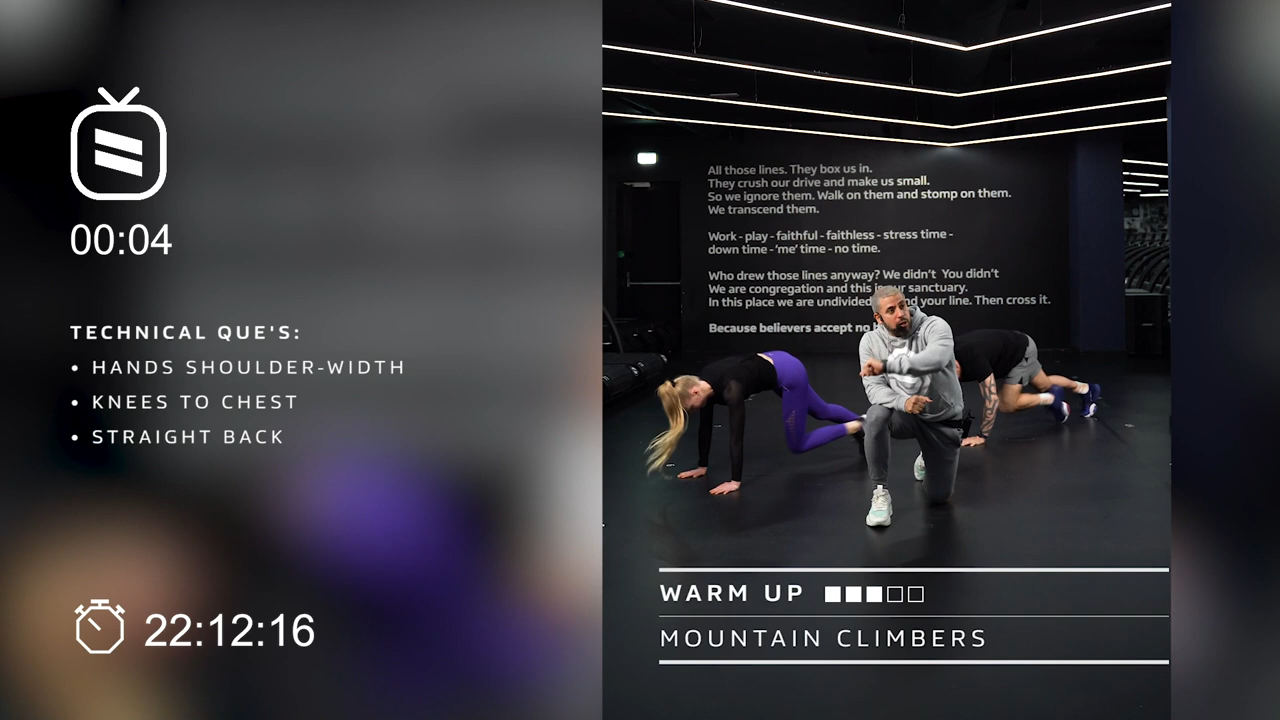 00:04
TECHNICAL QUE'S:
• HANDS SHOULDER-WIDTH
• KNEES TO CHEST
• STRAIGHT BACK
22:12:16
All those lines. They box us in.
They crush our drive and make us small.
So we ignore them. Walk on them and stomp on them.
We transcend them.
Work - play - faithful - faithless - stress time -
down time - 'me' time - no time.
Who drew those lines anyway? We didn't You didn't
We are congregation and this is our sanctuary.
In this place we are undivided your line. Then cross it.
Because believers accept no
WARM UP
MOUNTAIN CLIMBERS